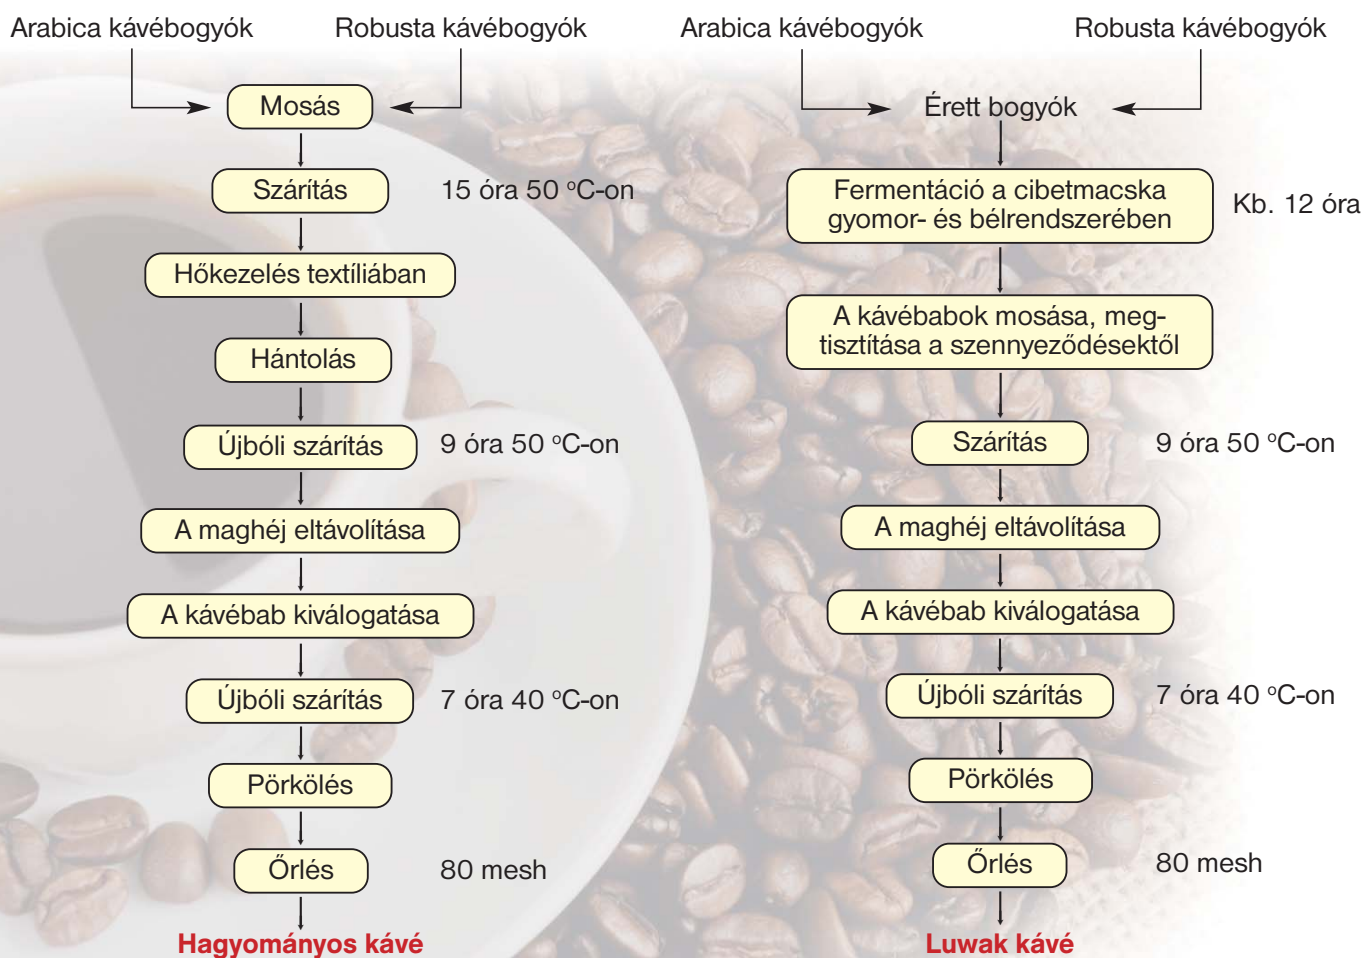 Arabica kávébogyók
Robusta kávébogyók
Mosás
Szárítás
15 óra 50 °C-on
Hőkezelés textíliában
Hántolás
Újbóli szárítás
9 óra 50 °C-on
A maghéj eltávolítása
A kávébab kiválogatása
Újbóli szárítás
7 óra 40 °C-on
Pörkölés
Őrlés
80 mesh
Hagyományos kávé
Arabica kávébogyók
Robusta kávébogyók
Érett bogyók
Fermentáció a cibetmacska
gyomor- és bélrendszerében
Kb. 12 óra
A kávébabok mosása, meg-
tisztítása a szennyeződésektől
Szárítás
9 óra 50 °C-on
A maghéj eltávolítása
A kávébab kiválogatása
Újbóli szárítás
7 óra 40 °C-on
Pörkölés
Őrlés
80 mesh
Luwak kávé